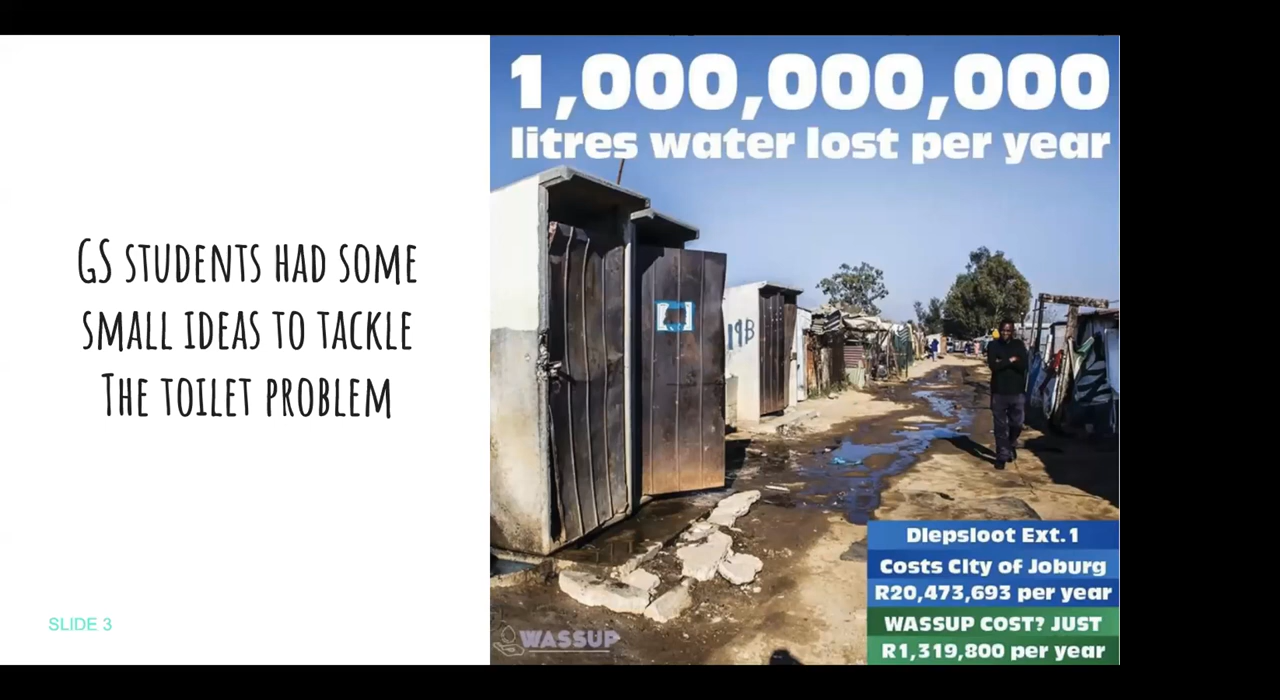 GS STUDENTS HAD SOME
SMALL IDEAS TO TACKLE
THE TOILET PROBLEM
SLIDE 3
1,000,000,000
litres water lost per year
19B
Diepsloot Ext.1
Costs City of Joburg
R20,473,693 per year
WASSUP COST? JUST
R1,319,800 per year
WASSUP